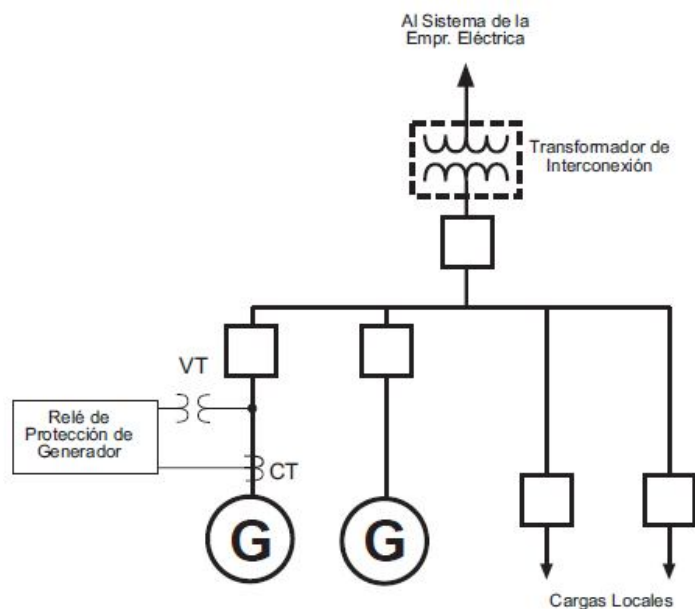 Al Sistema de la
Empr. Eléctrica
Transformador de
Interconexión
VT
Relé de
Protección de
Generador
CT
G
G
Cargas Locales